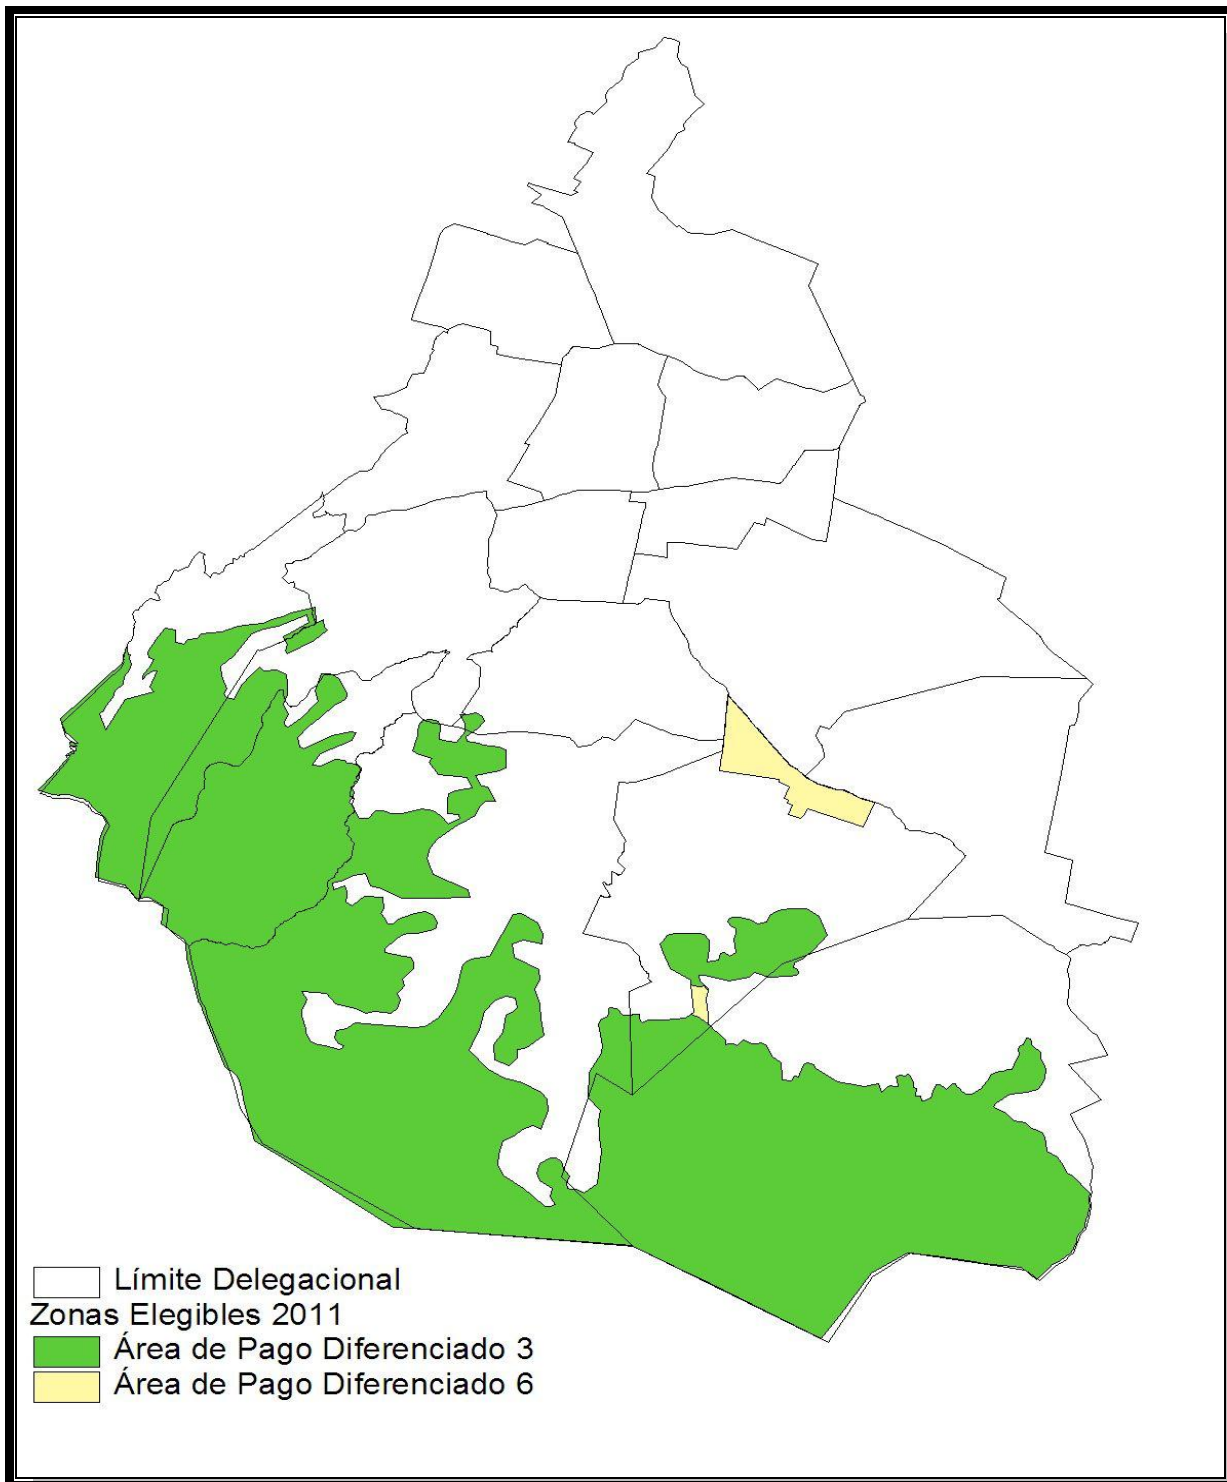 Límite Delegacional
Zonas Elegibles 2011
Área de Pago Diferenciado 3
Área de Pago Diferenciado 6